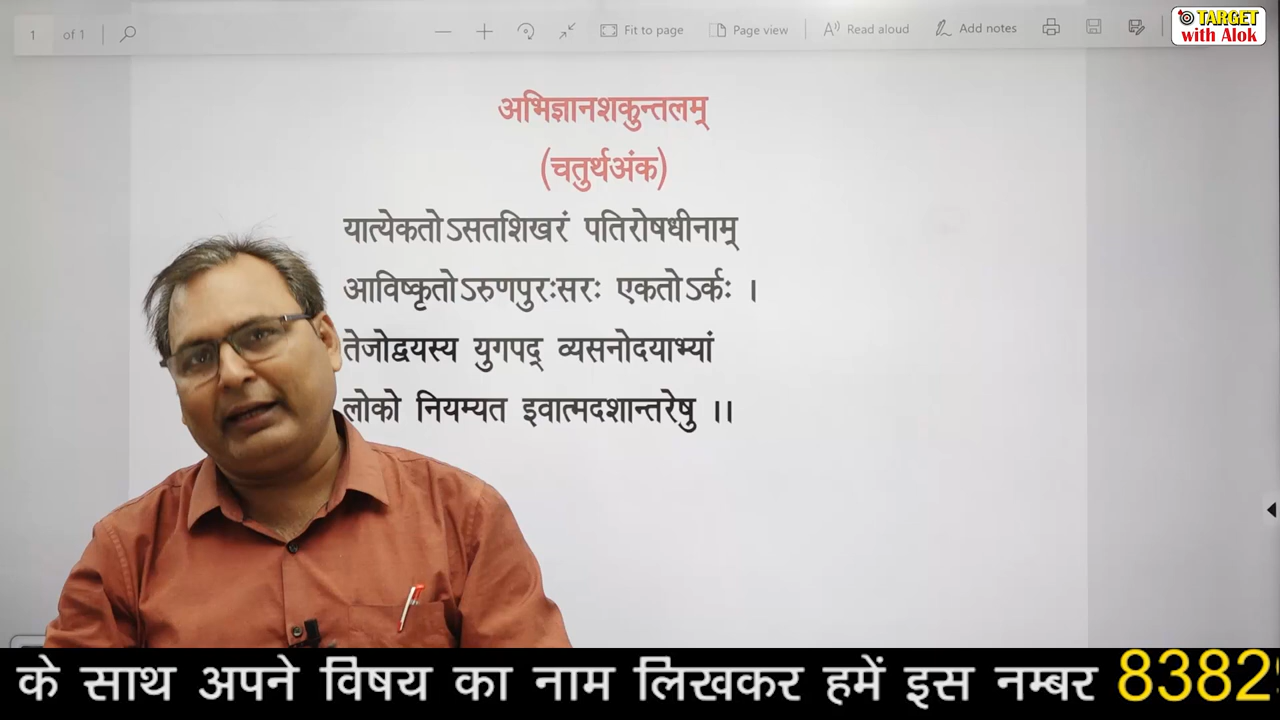 1 of 1 Fit to page Page view Read aloud Add notes
TARGET
with Alok
अभिज्ञानशकुन्तलम्
(चतुर्थअंक)
यात्येकतोऽसतशिखरं पतिरोषधीनाम्
आविष्कृतोऽरुणपुरःसरः एकतोऽर्कः ।
तेजोद्वयस्य युगपद् व्यसनोदयाभ्यां
लोको नियम्यत इवात्मदशान्तरेषु ।।
के साथ अपने विषय का नाम लिखकर हमें इस नम्बर 8382